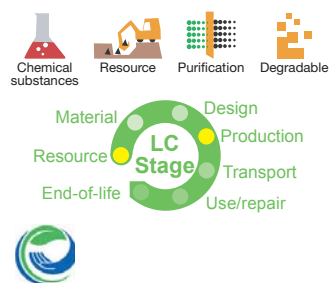 Chemical
substances
Resource
Purification
Degradable
Material
Design
Production
LC
Stage
Resource
Transport
End-of-life
Use/repair